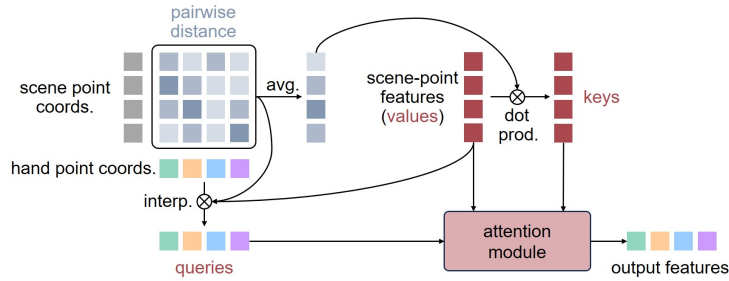 pairwise
distance
scene point
coords.
avg.
scene-point
features
(values)
dot
prod.
keys
hand point coords.
interp.
queries
attention
module
output features